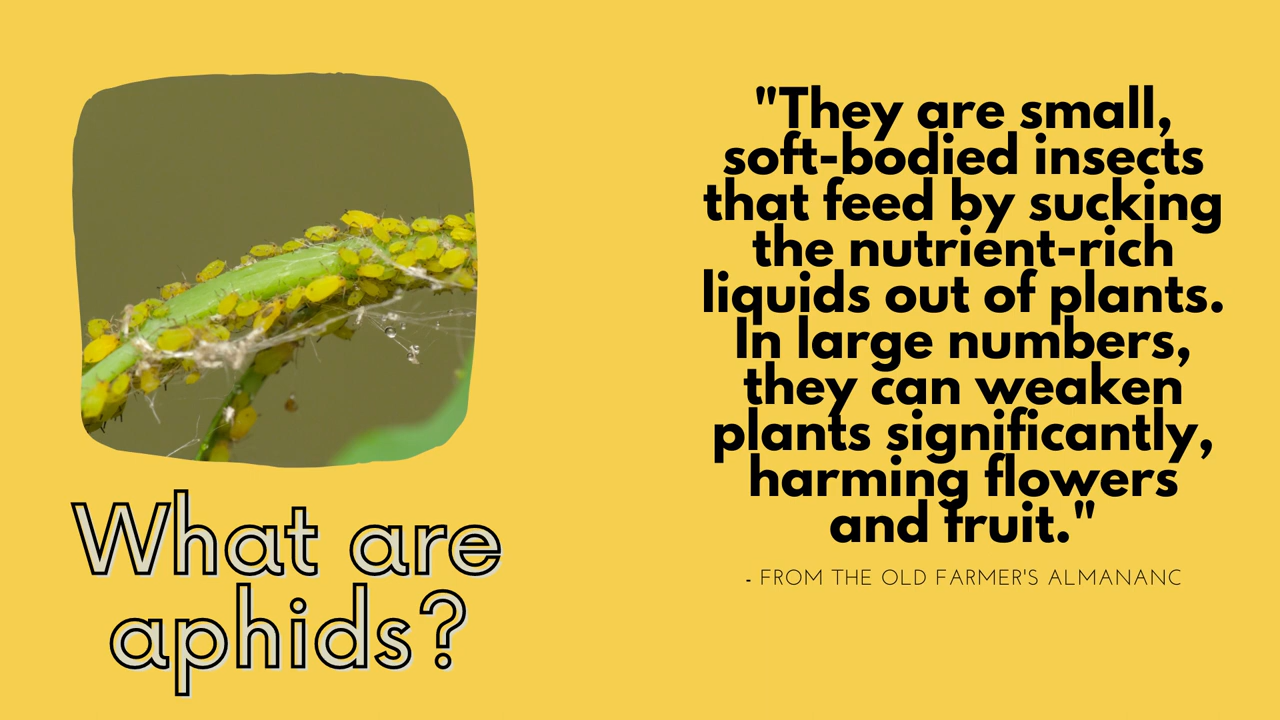 "They are small,
soft-bodied insects
that feed by sucking
the nutrient-rich
liquids out of plants.
In large numbers,
they can weaken
plants significantly,
harming flowers
and fruit."
- FROM THE OLD FARMER'S ALMANANC
What are
aphids?